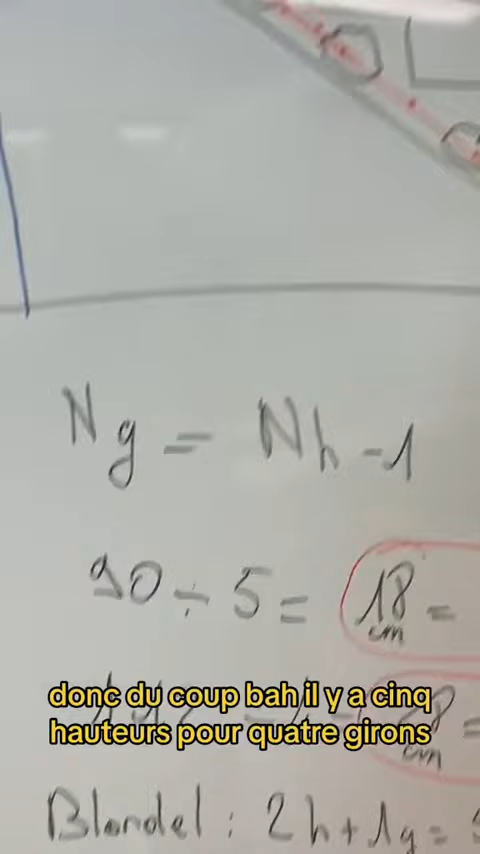 Ng = Nh - 1
90 ÷ 5 = 18 =
cm
donc du coup bah il y a cinq
hauteurs pour quatre girons
cm
Blondel : 2h + 1g =